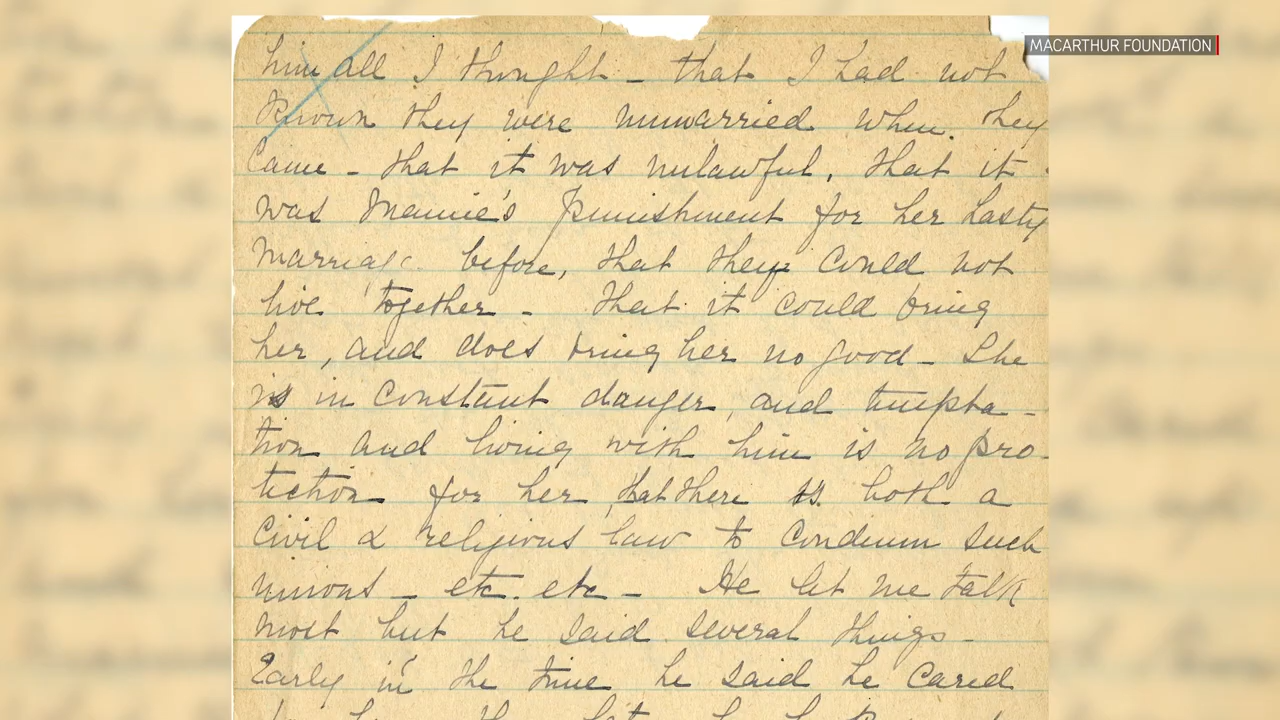 MACARTHUR FOUNDATION
him all I thought – that I had not
known they were unmarried when they
came – that it was unlawful, that it
was Mamie's punishment for her hasty
marriage before, that they could not
live together – that it could bring
her, and does bring her no good – She
is in constant danger, and tempta-
tion and living with him is no pro-
tection for her, that there is both a
Civil & religious law to condemn such
unions – etc. etc – He let me talk
most but he said several things –
Early in the time he said he cared